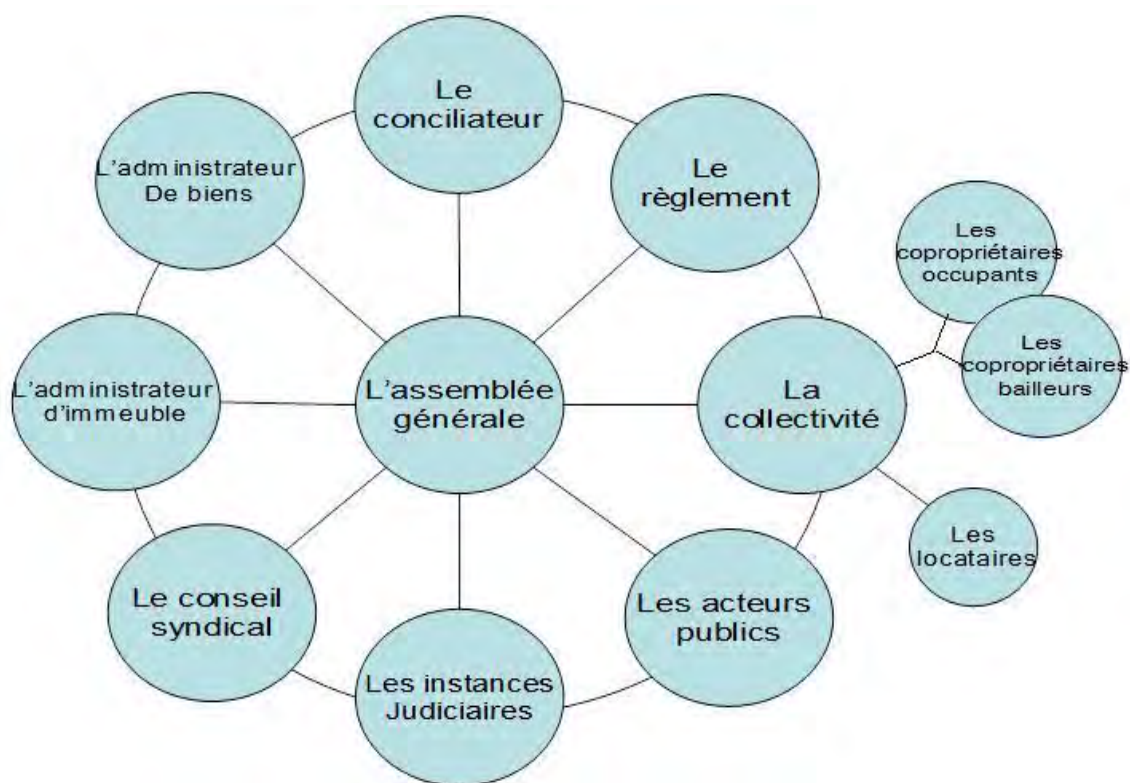 Le
conciliateur
L'administrateur
De biens
Le
règlement
Les
copropriétaires
occupants
Les
copropriétaires
bailleurs
L'administrateur
d'immeuble
L'assemblée
générale
La
collectivité
Les
locataires
Le conseil
syndical
Les acteurs
publics
Les instances
Judiciaires